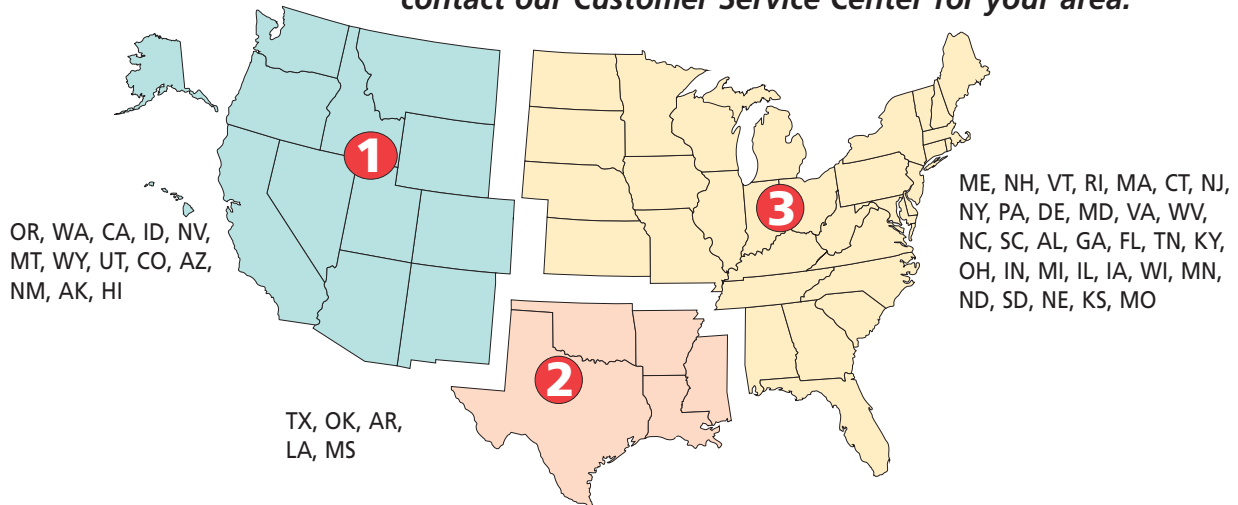 contact our Customer Service Center for your area.
1
OR, WA, CA, ID, NV,
MT, WY, UT, CO, AZ,
NM, AK, HI
2
TX, OK, AR,
LA, MS
3
ME, NH, VT, RI, MA, CT, NJ,
NY, PA, DE, MD, VA, WV,
NC, SC, AL, GA, FL, TN, KY,
OH, IN, MI, IL, IA, WI, MN,
ND, SD, NE, KS, MO